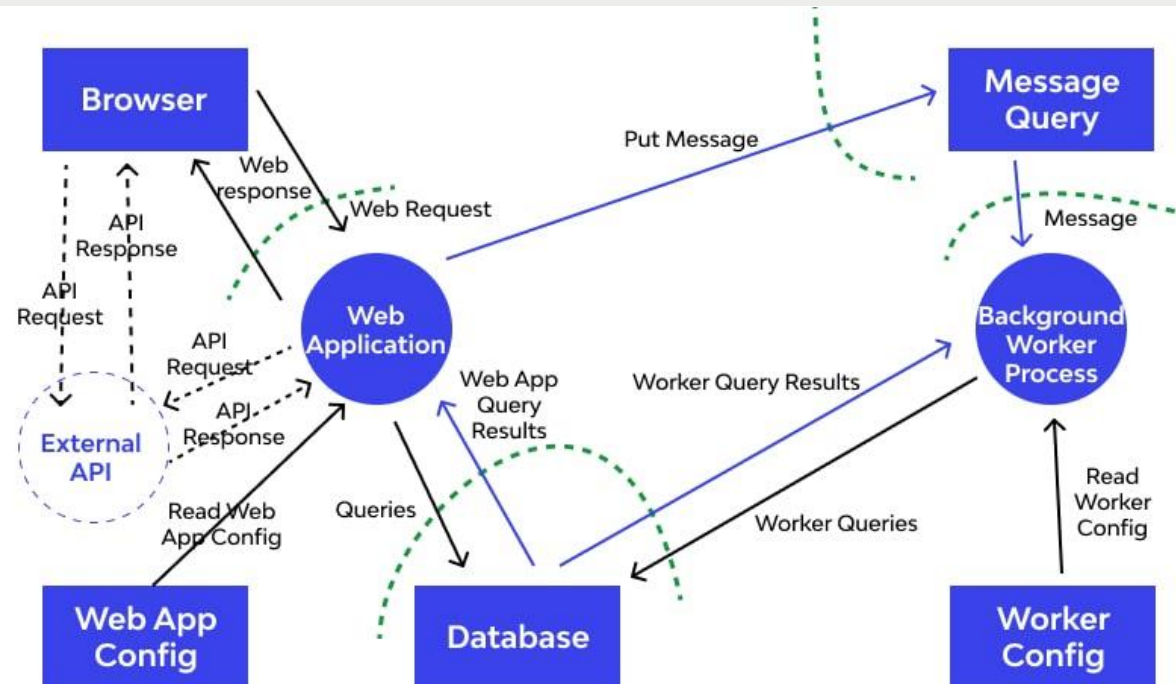 Browser
Message
Query
Put Message
Web
response
Web Request
Message
API
Response
API
Request
Web
Application
Background
Worker
Process
API
Request
Web App
Query
Results
Worker Query Results
API
Response
External
API
Read Web
App Config
Queries
Worker Queries
Read
Worker
Config
Web App
Config
Database
Worker
Config